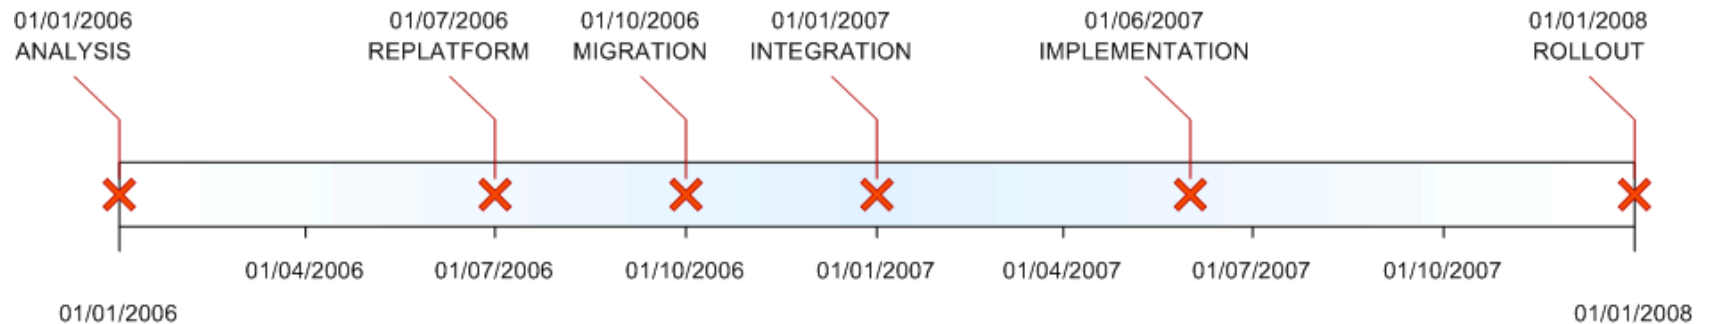 01/01/2006
ANALYSIS
01/07/2006
REPLATFORM
01/10/2006
MIGRATION
01/01/2007
INTEGRATION
01/06/2007
IMPLEMENTATION
01/01/2008
ROLLOUT
01/04/2006
01/07/2006
01/10/2006
01/01/2007
01/04/2007
01/07/2007
01/10/2007
01/01/2006
01/01/2008